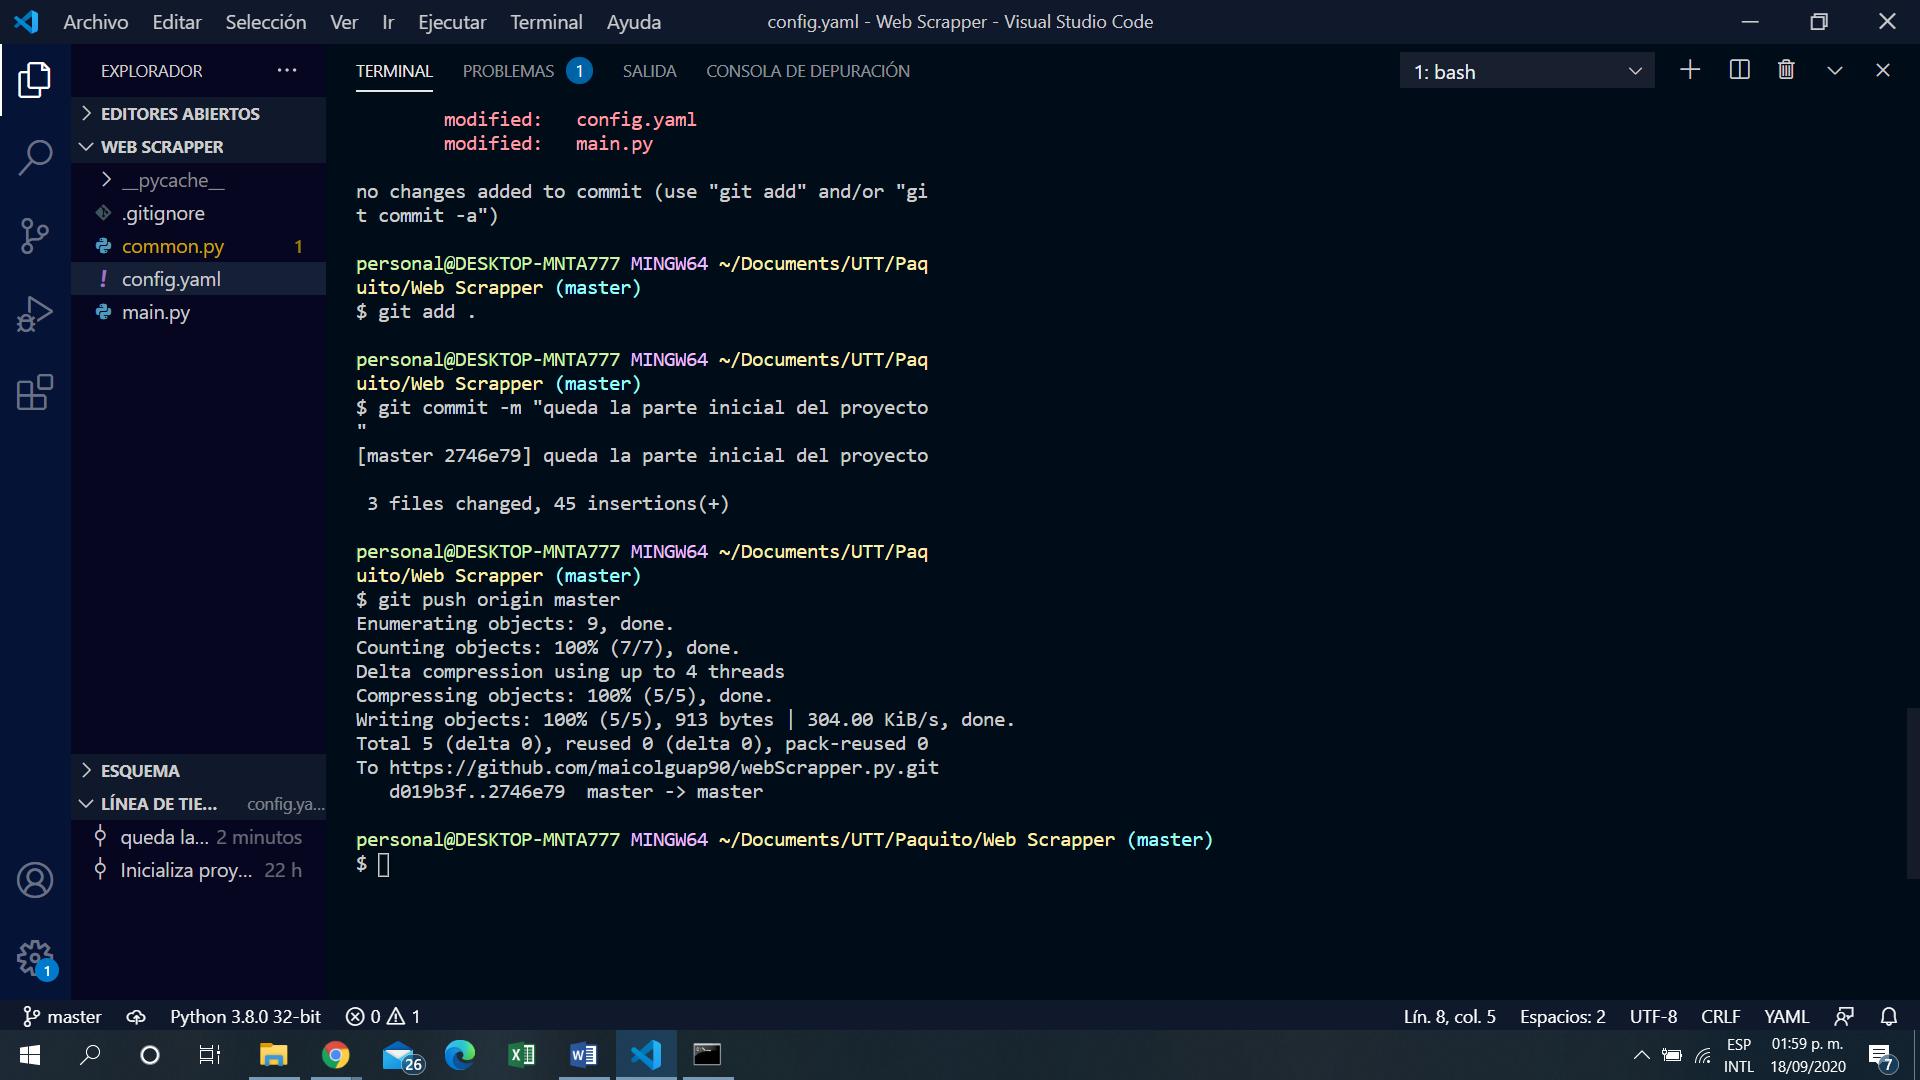 Archivo Editar Selección Ver Ir Ejecutar Terminal Ayuda config.yaml - Web Scrapper - Visual Studio Code
EXPLORADOR
EDITORES ABIERTOS
WEB SCRAPPER
__pycache__
.gitignore
common.py 1
config.yaml
main.py
ESQUEMA
LÍNEA DE TIE... config.ya...
queda la... 2 minutos
Inicializa proy... 22 h
1
TERMINAL PROBLEMAS 1 SALIDA CONSOLA DE DEPURACIÓN 1: bash
modified: config.yaml
modified: main.py
no changes added to commit (use "git add" and/or "gi
t commit -a")
personal@DESKTOP-MNTA777 MINGW64 ~/Documents/UTT/Paq
uito/Web Scrapper (master)
$ git add .
personal@DESKTOP-MNTA777 MINGW64 ~/Documents/UTT/Paq
uito/Web Scrapper (master)
$ git commit -m "queda la parte inicial del proyecto
"
[master 2746e79] queda la parte inicial del proyecto
3 files changed, 45 insertions(+)
personal@DESKTOP-MNTA777 MINGW64 ~/Documents/UTT/Paq
uito/Web Scrapper (master)
$ git push origin master
Enumerating objects: 9, done.
Counting objects: 100% (7/7), done.
Delta compression using up to 4 threads
Compressing objects: 100% (5/5), done.
Writing objects: 100% (5/5), 913 bytes | 304.00 KiB/s, done.
Total 5 (delta 0), reused 0 (delta 0), pack-reused 0
To https://github.com/maicolguap90/webScrapper.py.git
d019b3f..2746e79 master -> master
personal@DESKTOP-MNTA777 MINGW64 ~/Documents/UTT/Paquito/Web Scrapper (master)
$
master Python 3.8.0 32-bit 0 1 Lín. 8, col. 5 Espacios: 2 UTF-8 CRLF YAML
26
ESP
INTL
01:59 p. m.
18/09/2020
7